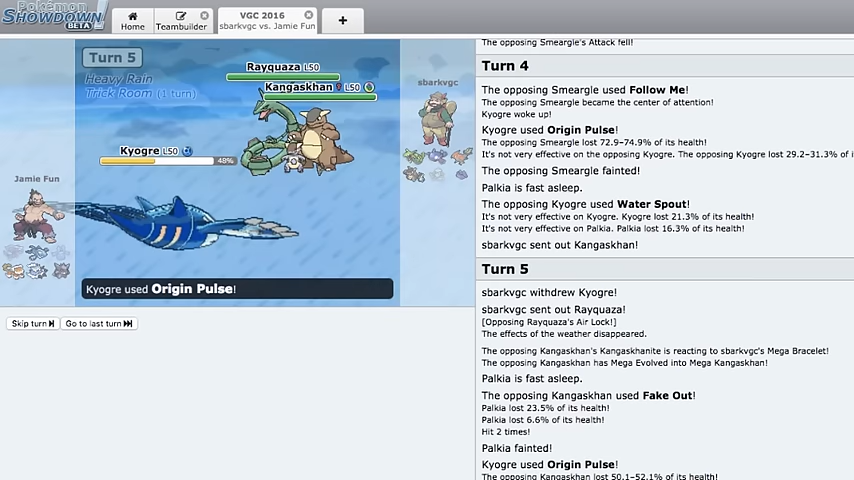 Pokémon
SHOWDOWN!
BETA
Home
Teambuilder
VGC 2016
sbarkvgc vs. Jamie Fun
+
Turn 5
Heavy Rain
Trick Room (1 turn)
Rayquaza L50
Kangaskhan L50
Kyogre L50
48%
sbarkvgc
Jamie Fun
Kyogre used Origin Pulse!
Skip turn
Go to last turn
The opposing Smeargle's Attack fell!
Turn 4
The opposing Smeargle used Follow Me!
The opposing Smeargle became the center of attention!
Kyogre woke up!
Kyogre used Origin Pulse!
The opposing Smeargle lost 72.9–74.9% of its health!
It's not very effective on the opposing Kyogre. The opposing Kyogre lost 29.2–31.3% of i
The opposing Smeargle fainted!
Palkia is fast asleep.
The opposing Kyogre used Water Spout!
It's not very effective on Kyogre. Kyogre lost 21.3% of its health!
It's not very effective on Palkia. Palkia lost 16.3% of its health!
sbarkvgc sent out Kangaskhan!
Turn 5
sbarkvgc withdrew Kyogre!
sbarkvgc sent out Rayquaza!
[Opposing Rayquaza's Air Lock!]
The effects of the weather disappeared.
The opposing Kangaskhan's Kangaskhanite is reacting to sbarkvgc's Mega Bracelet!
The opposing Kangaskhan has Mega Evolved into Mega Kangaskhan!
Palkia is fast asleep.
The opposing Kangaskhan used Fake Out!
Palkia lost 23.5% of its health!
Palkia lost 6.6% of its health!
Hit 2 times!
Palkia fainted!
Kyogre used Origin Pulse!
The opposing Kangaskhan lost 50.1–52.1% of its health!